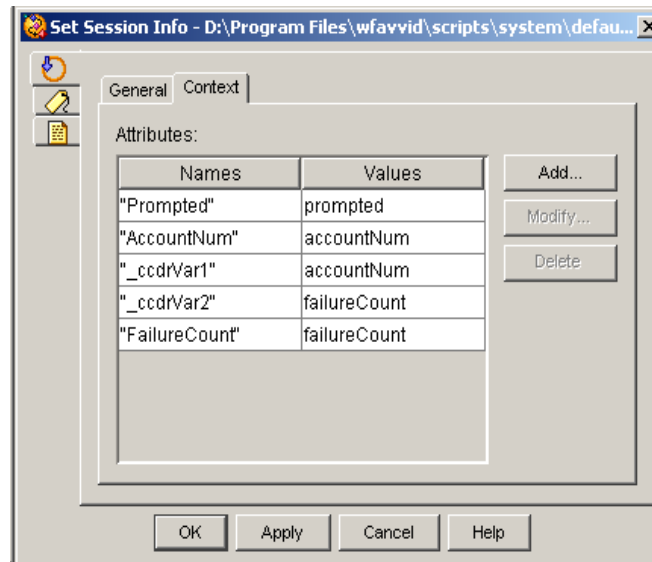 Set Session Info - D:\Program Files\wfavvid\scripts\system\defau...
General Context
Attributes:
Names Values
"Prompted" prompted
"AccountNum" accountNum
"_ccdrVar1" accountNum
"_ccdrVar2" failureCount
"FailureCount" failureCount
Add...
Modify...
Delete
OK Apply Cancel Help